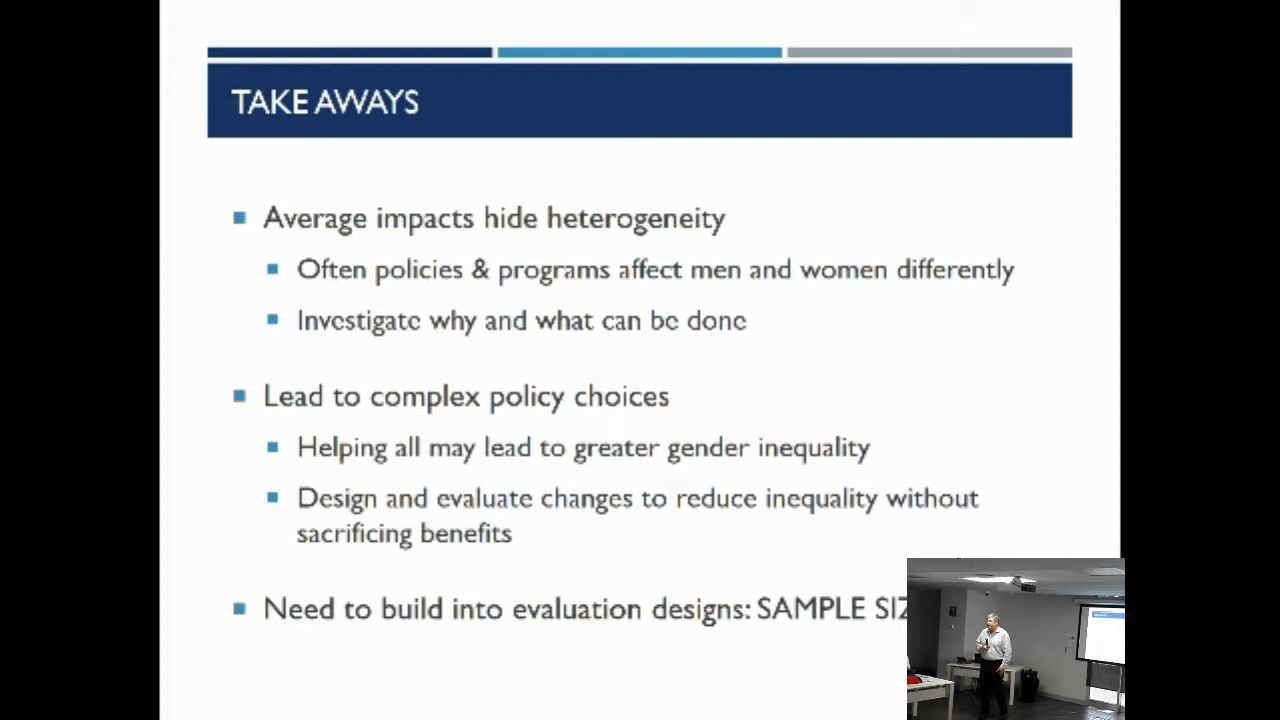 TAKE AWAYS
Average impacts hide heterogeneity
Often policies & programs affect men and women differently
Investigate why and what can be done
Lead to complex policy choices
Helping all may lead to greater gender inequality
Design and evaluate changes to reduce inequality without
sacrificing benefits
Need to build into evaluation designs: SAMPLE